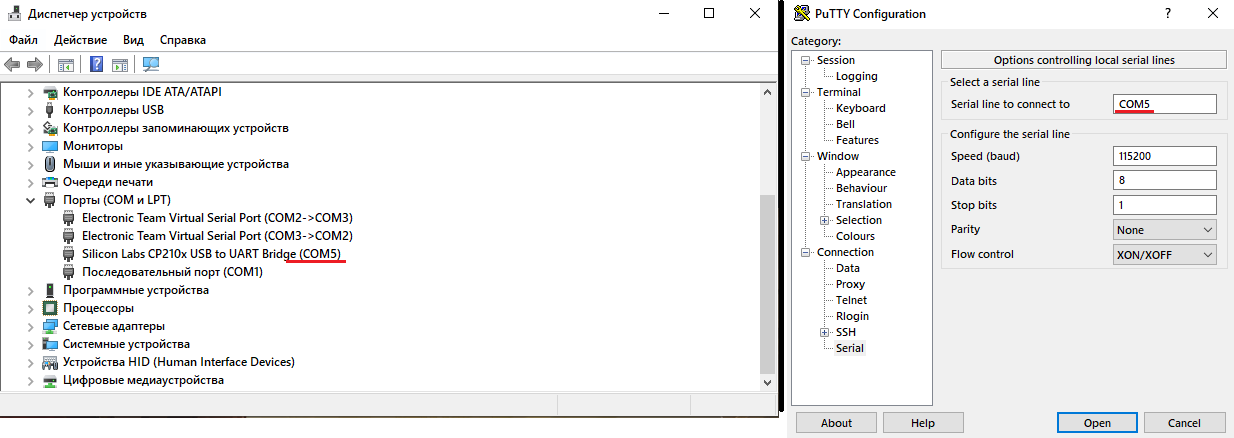 Диспетчер устройств
Файл Действие Вид Справка
Контроллеры IDE ATA/ATAPI
Контроллеры USB
Контроллеры запоминающих устройств
Мониторы
Мыши и иные указывающие устройства
Очереди печати
Порты (COM и LPT)
Electronic Team Virtual Serial Port (COM2->COM3)
Electronic Team Virtual Serial Port (COM3->COM2)
Silicon Labs CP210x USB to UART Bridge (COM5)
Последовательный порт (COM1)
Программные устройства
Процессоры
Сетевые адаптеры
Системные устройства
Устройства HID (Human Interface Devices)
Цифровые медиаустройства
PuTTY Configuration
Category:
Session
Logging
Terminal
Keyboard
Bell
Features
Window
Appearance
Behaviour
Translation
Selection
Colours
Connection
Data
Proxy
Telnet
Rlogin
SSH
Serial
Options controlling local serial lines
Select a serial line
Serial line to connect to COM5
Configure the serial line
Speed (baud) 115200
Data bits 8
Stop bits 1
Parity None
Flow control XON/XOFF
About Help Open Cancel